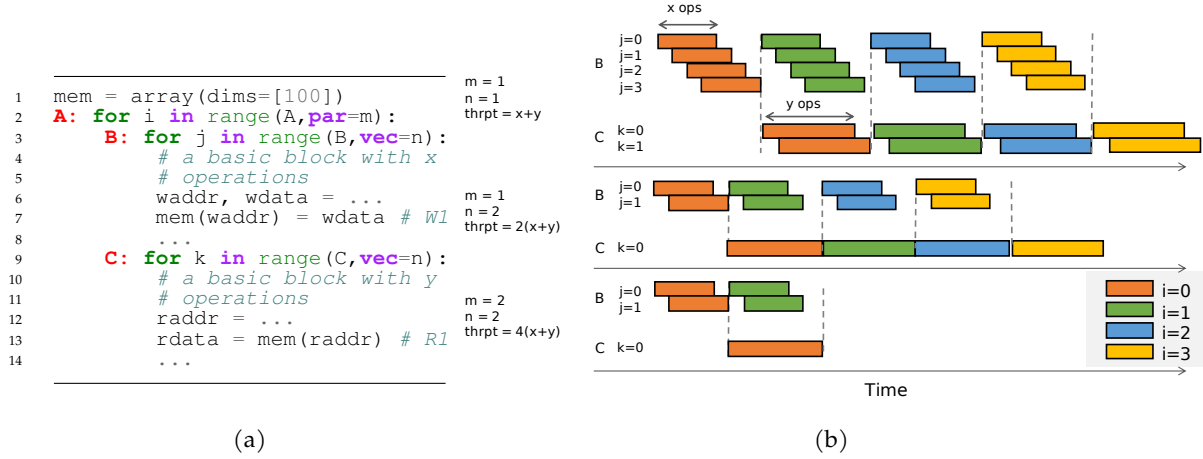 1 mem = array(dims=[100])
2 A: for i in range(A,par=m):
3 B: for j in range(B,vec=n):
4 # a basic block with x
5 # operations
6 waddr, wdata = ...
7 mem(waddr) = wdata # W1
8 ...
9 C: for k in range(C,vec=n):
10 # a basic block with y
11 # operations
12 raddr = ...
13 rdata = mem(raddr) # R1
14 ...
(a)
m = 1
n = 1
thrpt = x+y
m = 1
n = 2
thrpt = 2(x+y)
m = 2
n = 2
thrpt = 4(x+y)
x ops
B
j=0
j=1
j=2
j=3
y ops
C
k=0
k=1
B
j=0
j=1
C k=0
B
j=0
j=1
C k=0
i=0
i=1
i=2
i=3
Time
(b)